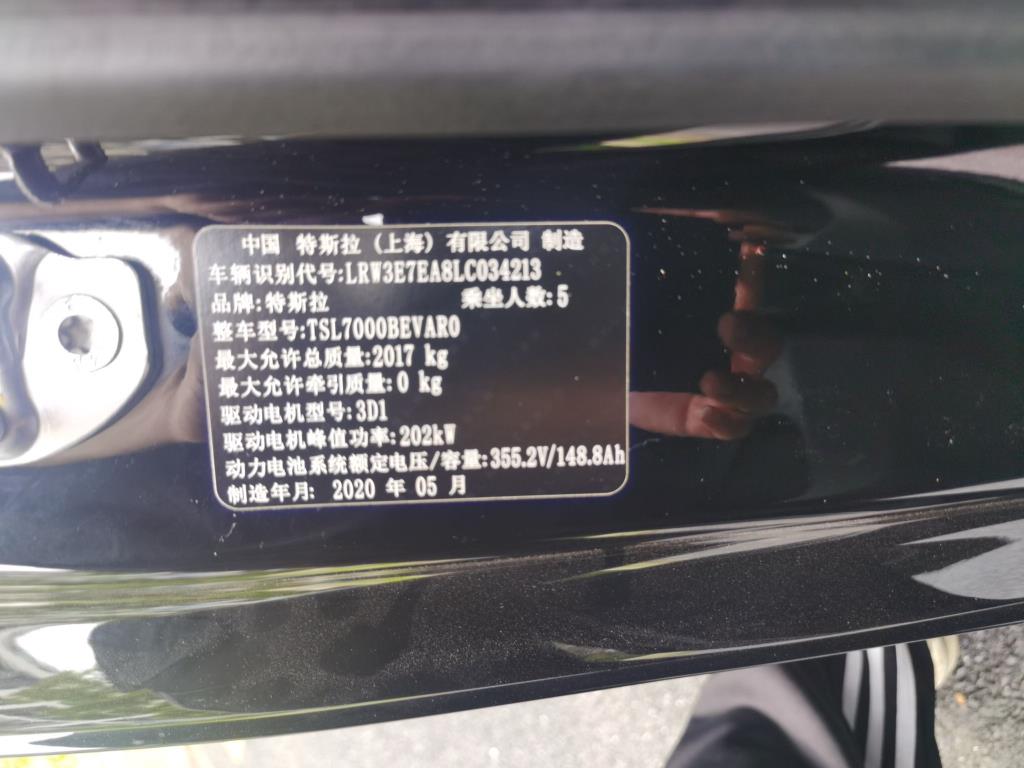 中国 特斯拉 (上海) 有限公司 制造
车辆识别代号:LRW3E7EA8LC034213
品牌:特斯拉 乘坐人数:5
整车型号:TSL7000BEVAR0
最大允许总质量:2017 kg
最大允许牵引质量:0 kg
驱动电机型号:3D1
驱动电机峰值功率:202kW
动力电池系统额定电压/容量:355.2V/148.8Ah
制造年月: 2020 年 05 月